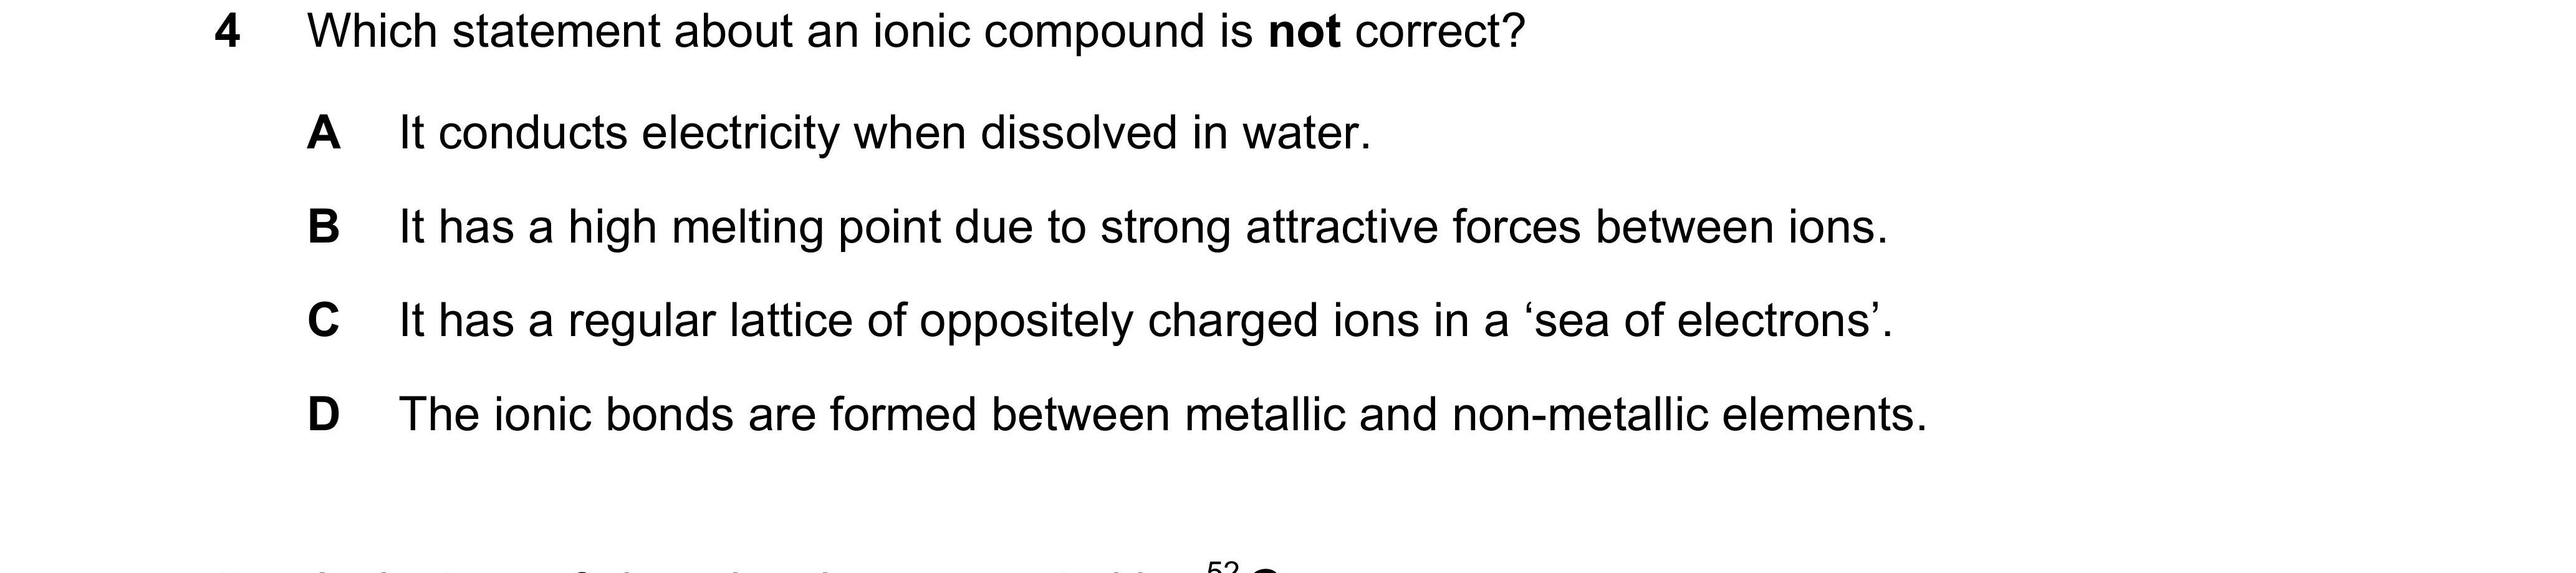 4 Which statement about an ionic compound is not correct?
A It conducts electricity when dissolved in water.
B It has a high melting point due to strong attractive forces between ions.
C It has a regular lattice of oppositely charged ions in a ‘sea of electrons’.
D The ionic bonds are formed between metallic and non-metallic elements.
52